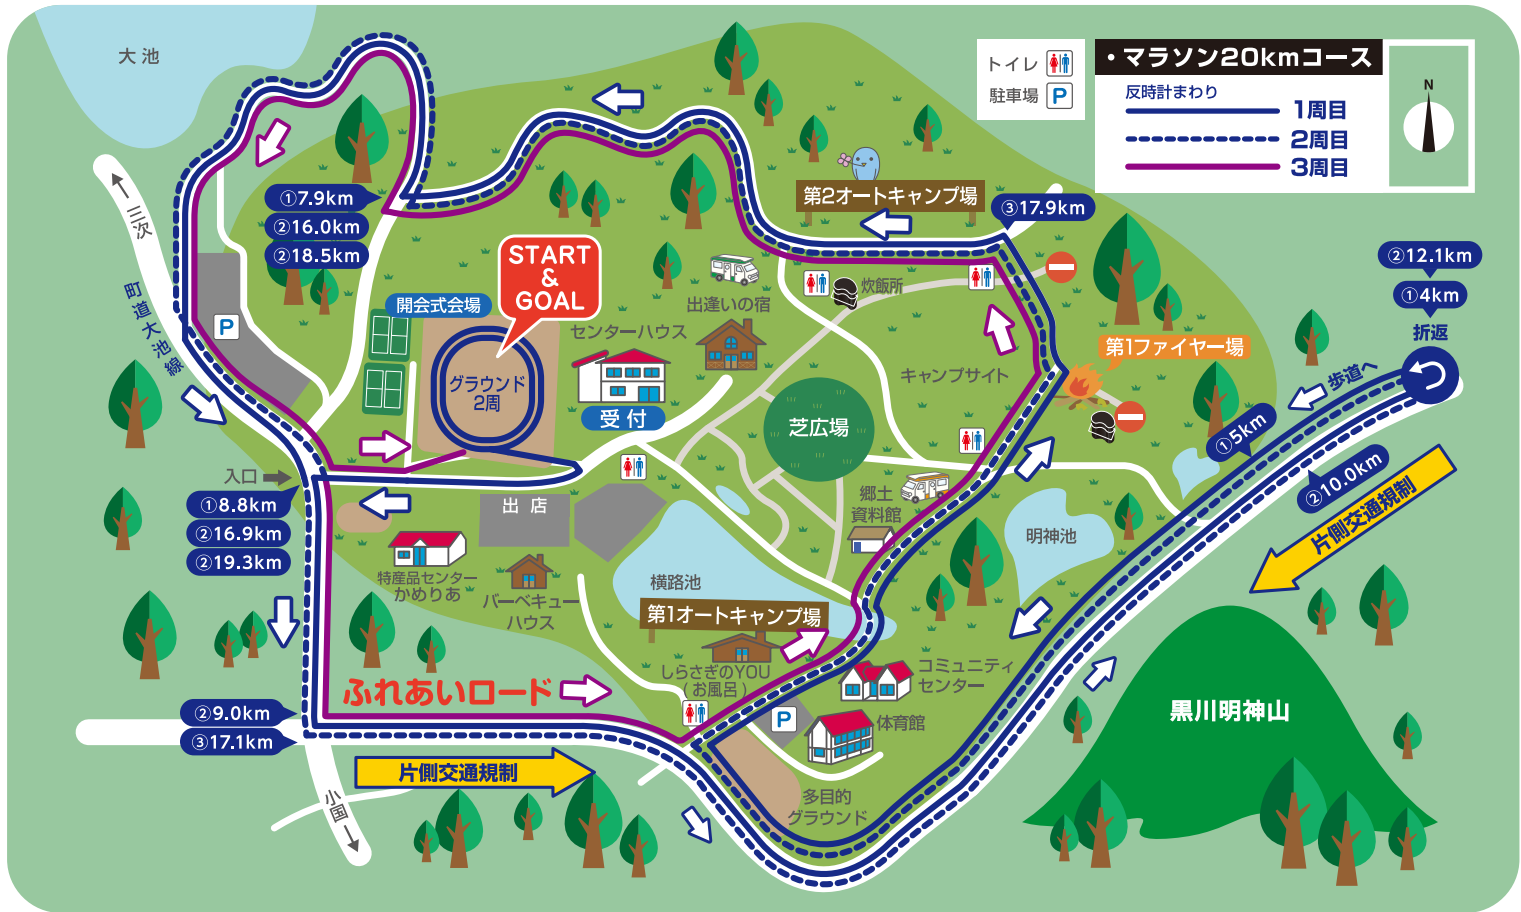 大池
トイレ
駐車場
P
・マラソン20kmコース
反時計まわり
1周目
2周目
3周目
N
三次
町道大池線
①7.9km
②16.0km
②18.5km
第2オートキャンプ場
③17.9km
START
&
GOAL
開会式会場
グラウンド
2周
センターハウス
受付
出逢いの宿
炊飯所
キャンプサイト
第1ファイヤー場
②12.1km
①4km
折返
歩道へ
①5km
②10.0km
片側交通規制
P
芝広場
入口
①8.8km
②16.9km
②19.3km
出店
郷土
資料館
明神池
特産品センター
かめりあ
バーベキュー
ハウス
横路池
第1オートキャンプ場
しらさぎのYOU
(お風呂)
コミュニティ
センター
ふれあいロード
P
体育館
黒川明神山
②9.0km
③17.1km
片側交通規制
小国
多目的
グラウンド